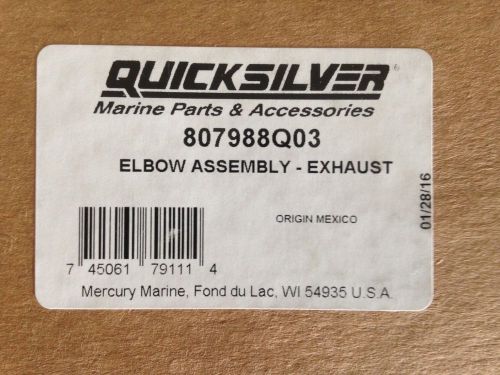 QUICKSILVER®
Marine Parts & Accessories
807988Q03
ELBOW ASSEMBLY - EXHAUST
ORIGIN MEXICO
01/28/16
7 45061 79111 4
Mercury Marine, Fond du Lac, WI 54935 U.S.A.